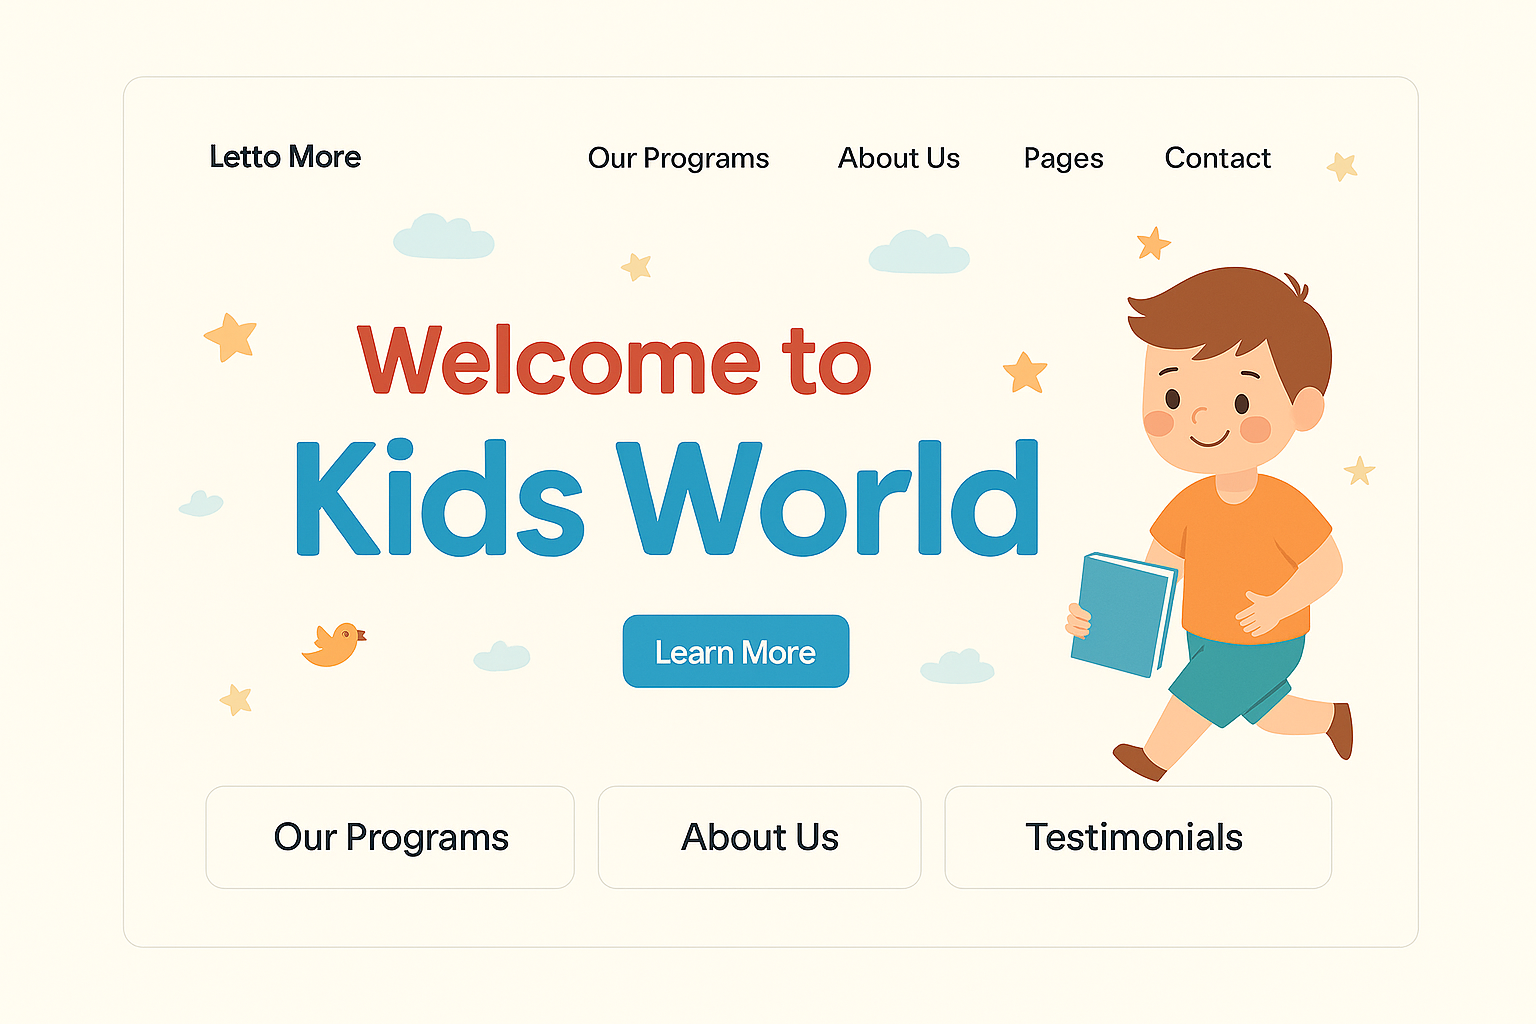 Letto More Our Programs About Us Pages Contact
Welcome to
Kids World
Learn More
Our Programs About Us Testimonials